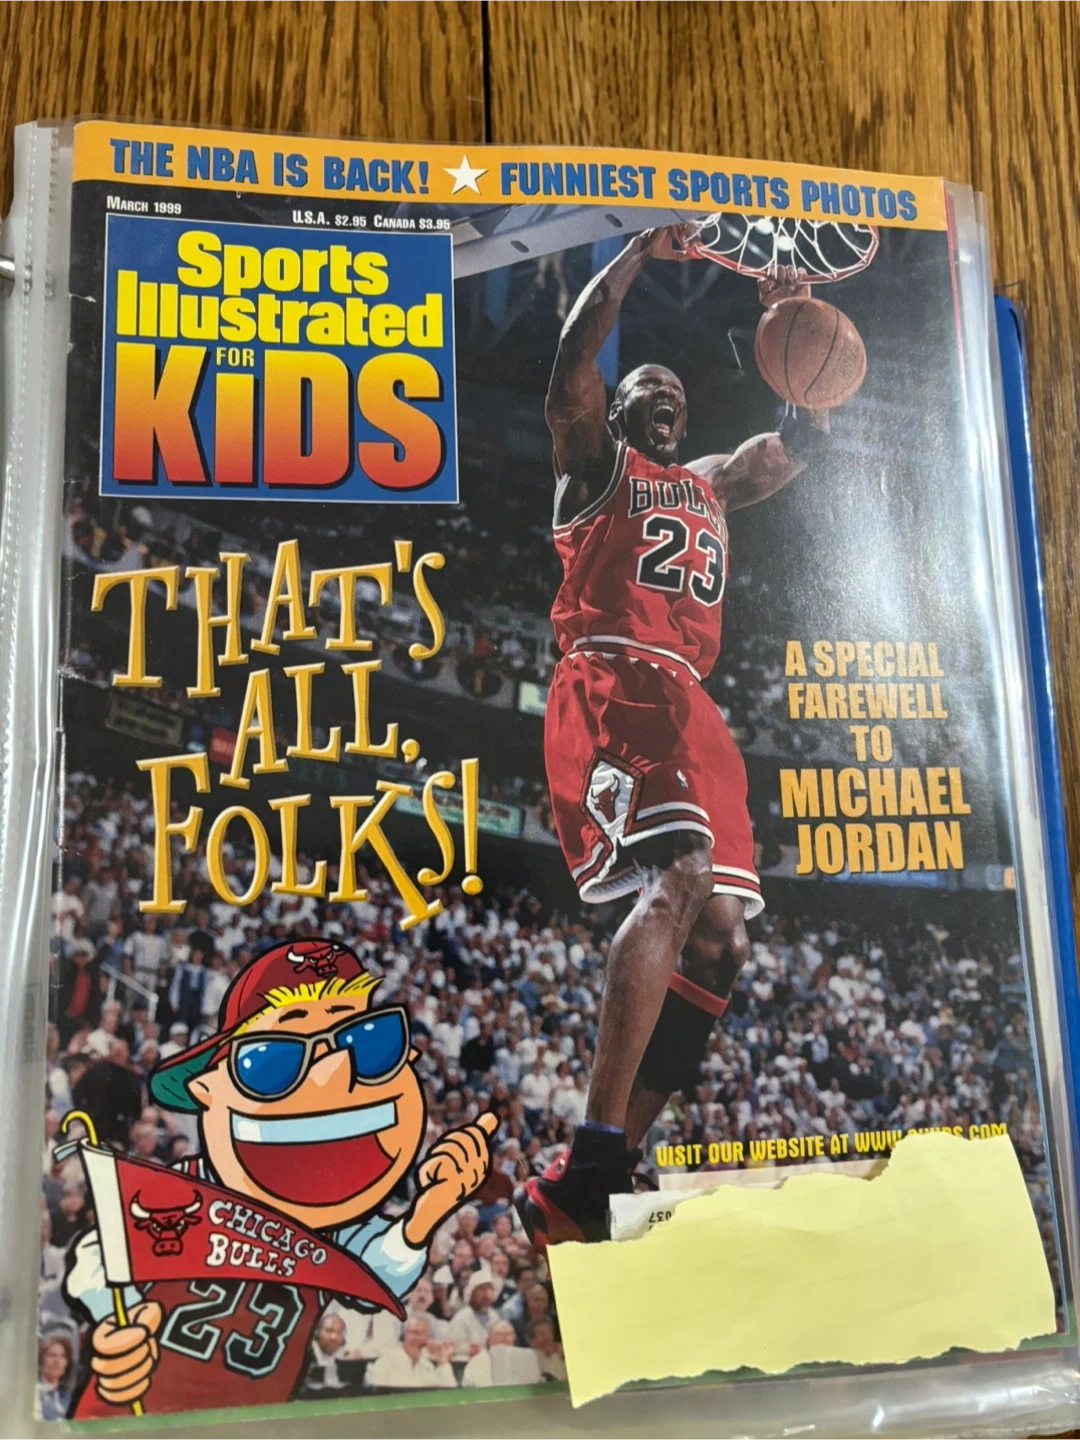 THE NBA IS BACK! ★ FUNNIEST SPORTS PHOTOS
MARCH 1999
U.S.A. $2.95 CANADA $3.95
Sports
Illustrated
FOR
KiDS
BULLS
23
THAT'S
ALL,
FOLKS!
A SPECIAL
FAREWELL
TO
MICHAEL
JORDAN
VISIT OUR WEBSITE AT
CHICAGO
BULLS
23